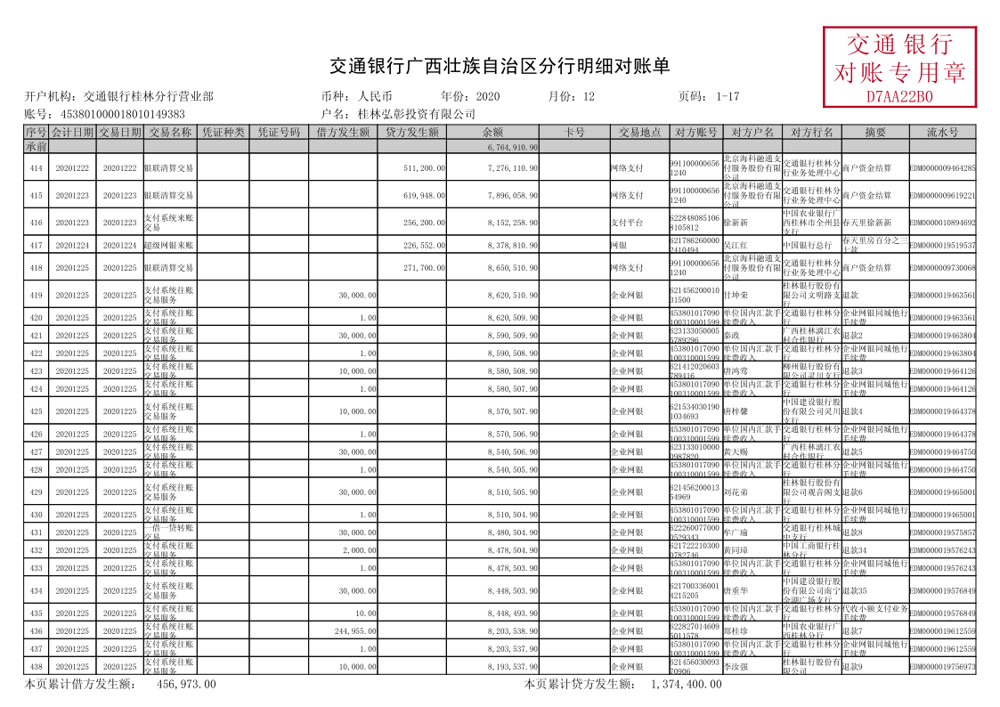 交通银行
对账专用章
D7AA22B0
交通银行广西壮族自治区分行明细对账单
开户机构: 交通银行桂林分行营业部 币种: 人民币 年份: 2020 月份: 12 页码: 1-17
账号: 453801000018010149383 户名: 桂林弘彰投资有限公司
序号 会计日期 交易日期 交易名称 凭证种类 凭证号码 借方发生额 贷方发生额 余额 卡号 交易地点 对方账号 对方户名 对方行名 摘要 流水号
承前 6,764,910.90
414 20201222 20201222 银联清算交易 511,200.00 7,276,110.90 网络支付 9911000006561240 北京海科融通支付服务股份有限公司 交通银行桂林分行业务处理中心 商户资金结算 EDM0000009464285
415 20201223 20201223 银联清算交易 619,948.00 7,896,058.90 网络支付 9911000006561240 北京海科融通支付服务股份有限公司 交通银行桂林分行业务处理中心 商户资金结算 EDM0000009619221
416 20201223 20201223 支付系统来账交易 256,200.00 8,152,258.90 支付平台 6228480851068105812 徐新新 中国农业银行广西桂林市全州县支行 春天里徐新新 EDM0000010894692
417 20201224 20201224 超级网银来账 226,552.00 8,378,810.90 网银 6217862600002410494 吴江红 中国银行总行 春天里房百分之三十款 EDM0000019519537
418 20201225 20201225 银联清算交易 271,700.00 8,650,510.90 网络支付 9911000006561240 北京海科融通支付服务股份有限公司 交通银行桂林分行业务处理中心 商户资金结算 EDM0000009730068
419 20201225 20201225 支付系统往账交易服务 30,000.00 8,620,510.90 企业网银 62145620001031500 甘坤荣 桂林银行股份有限公司文明路支行 退款 EDM0000019463561
420 20201225 20201225 支付系统往账交易服务 1.00 8,620,509.90 企业网银 453801017090100310001599 单位国内汇款手续费收入 交通银行桂林分行 企业网银同城他行手续费 EDM0000019463561
421 20201225 20201225 支付系统往账交易服务 30,000.00 8,590,509.90 企业网银 6231330500055789296 秦政 广西桂林漓江农村合作银行 退款2 EDM0000019463804
422 20201225 20201225 支付系统往账交易服务 1.00 8,590,508.90 企业网银 453801017090100310001599 单位国内汇款手续费收入 交通银行桂林分行 企业网银同城他行手续费 EDM0000019463804
423 20201225 20201225 支付系统往账交易服务 10,000.00 8,580,508.90 企业网银 621412020603789416 唐鸿莺 柳州银行股份有限公司灵川支行 退款3 EDM0000019464126
424 20201225 20201225 支付系统往账交易服务 1.00 8,580,507.90 企业网银 453801017090100310001599 单位国内汇款手续费收入 交通银行桂林分行 企业网银同城他行手续费 EDM0000019464126
425 20201225 20201225 支付系统往账交易服务 10,000.00 8,570,507.90 企业网银 6215340301901034693 唐梓馨 中国建设银行股份有限公司灵川支行 退款4 EDM0000019464378
426 20201225 20201225 支付系统往账交易服务 1.00 8,570,506.90 企业网银 453801017090100310001599 单位国内汇款手续费收入 交通银行桂林分行 企业网银同城他行手续费 EDM0000019464378
427 20201225 20201225 支付系统往账交易服务 30,000.00 8,540,506.90 企业网银 6231330100000987820 黄天赐 广西桂林漓江农村合作银行 退款5 EDM0000019464750
428 20201225 20201225 支付系统往账交易服务 1.00 8,540,505.90 企业网银 453801017090100310001599 单位国内汇款手续费收入 交通银行桂林分行 企业网银同城他行手续费 EDM0000019464750
429 20201225 20201225 支付系统往账交易服务 30,000.00 8,510,505.90 企业网银 62145620001354969 刘花弟 桂林银行股份有限公司观音阁支行 退款6 EDM0000019465001
430 20201225 20201225 支付系统往账交易服务 1.00 8,510,504.90 企业网银 453801017090100310001599 单位国内汇款手续费收入 交通银行桂林分行 企业网银同城他行手续费 EDM0000019465001
431 20201225 20201225 一借一贷转账交易 30,000.00 8,480,504.90 企业网银 6222600770000529343 牟广瑜 交通银行桂林城中支行 退款8 EDM0000019575857
432 20201225 20201225 支付系统往账交易服务 2,000.00 8,478,504.90 企业网银 6217222103000782746 黄同璋 中国工商银行桂林分行 退款34 EDM0000019576243
433 20201225 20201225 支付系统往账交易服务 1.00 8,478,503.90 企业网银 453801017090100310001599 单位国内汇款手续费收入 交通银行桂林分行 企业网银同城他行手续费 EDM0000019576243
434 20201225 20201225 支付系统往账交易服务 30,000.00 8,448,503.90 企业网银 6217003360014215205 唐重华 中国建设银行股份有限公司南宁金湖广场支行 退款35 EDM0000019576849
435 20201225 20201225 支付系统往账交易服务 10.00 8,448,493.90 企业网银 453801017090100310001599 单位国内汇款手续费收入 交通银行桂林分行 代收小额支付业务手续费 EDM0000019576849
436 20201225 20201225 支付系统往账交易服务 244,955.00 8,203,538.90 企业网银 6228270146095011578 郑桂珍 中国农业银行广西桂林分行 退款7 EDM0000019612559
437 20201225 20201225 支付系统往账交易服务 1.00 8,203,537.90 企业网银 453801017090100310001599 单位国内汇款手续费收入 交通银行桂林分行 企业网银同城他行手续费 EDM0000019612559
438 20201225 20201225 支付系统往账交易服务 10,000.00 8,193,537.90 企业网银 62145603009370906 李汝强 桂林银行股份有限公司 退款9 EDM0000019756973
本页累计借方发生额: 456,973.00 本页累计贷方发生额: 1,374,400.00